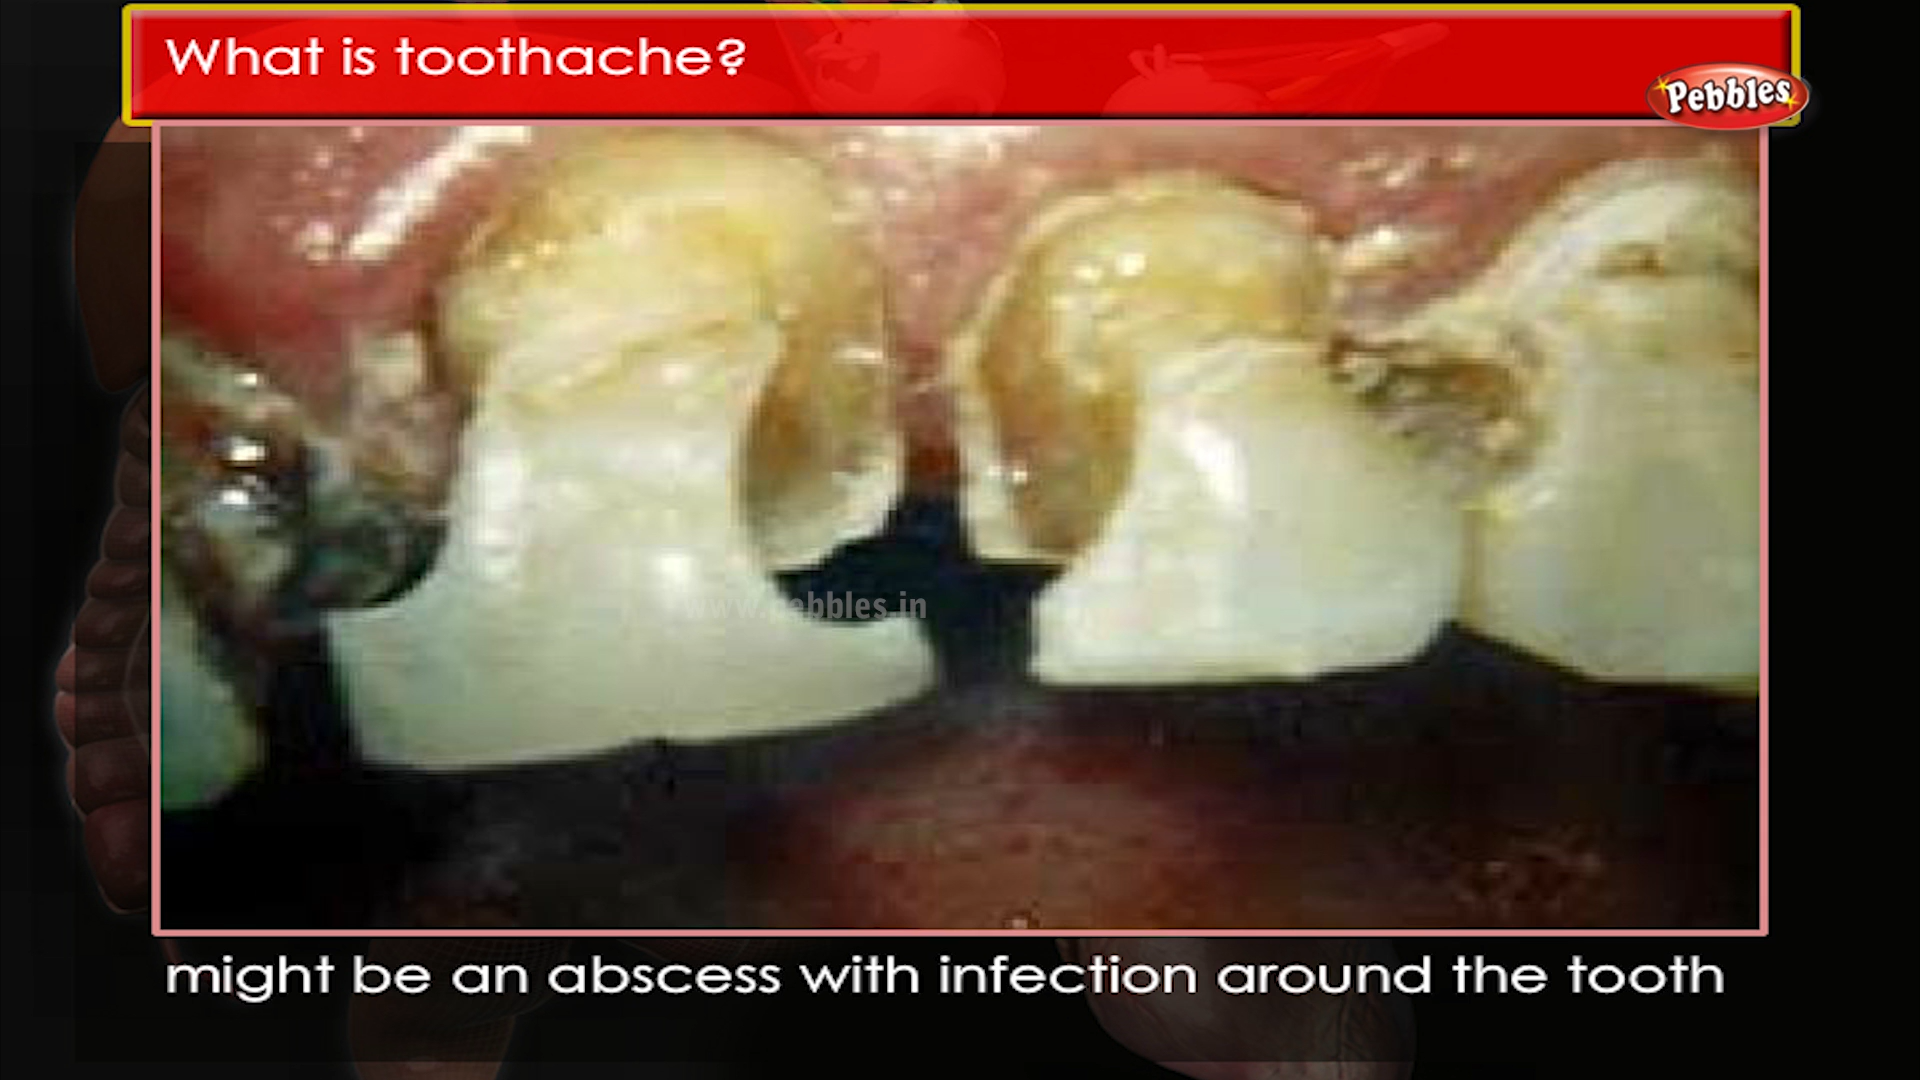 What is toothache?
Pebbles
www.pebbles.in
might be an abscess with infection around the tooth